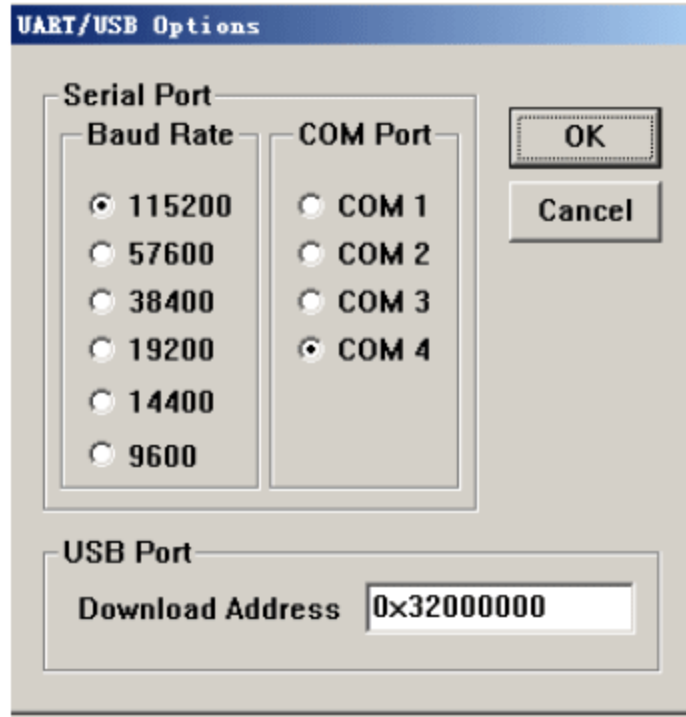 UART/USB Options
Serial Port
Baud Rate
115200
57600
38400
19200
14400
9600
COM Port
COM 1
COM 2
COM 3
COM 4
OK
Cancel
USB Port
Download Address 0x32000000